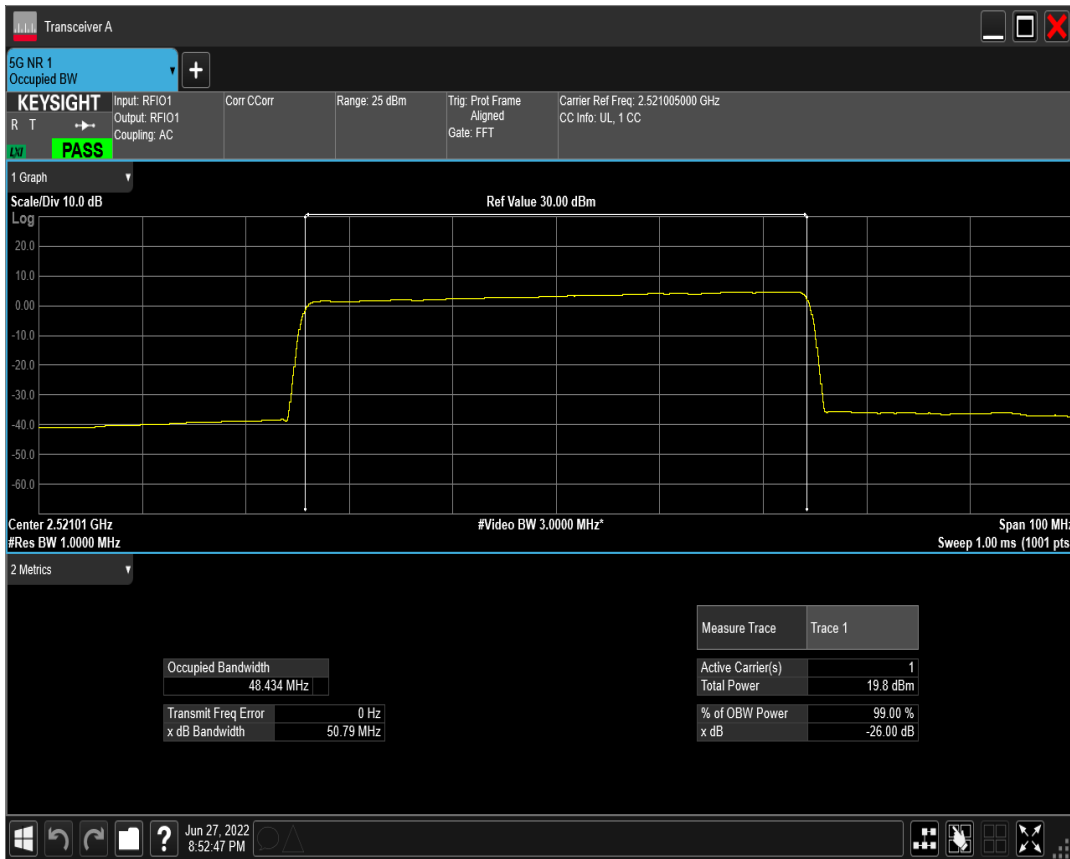 Transceiver A
5G NR 1
Occupied BW
KEYSIGHT
R T
LXI
PASS
Input: RFIO1
Output: RFIO1
Coupling: AC
Corr CCorr
Range: 25 dBm
Trig: Prot Frame
Aligned
Gate: FFT
Carrier Ref Freq: 2.521005000 GHz
CC Info: UL, 1 CC
1 Graph
Scale/Div 10.0 dB
Ref Value 30.00 dBm
Log
20.0
10.0
0.00
-10.0
-20.0
-30.0
-40.0
-50.0
-60.0
Center 2.52101 GHz
#Video BW 3.0000 MHz*
Span 100 MHz
#Res BW 1.0000 MHz
Sweep 1.00 ms (1001 pts
2 Metrics
Measure Trace Trace 1
Occupied Bandwidth
48.434 MHz
Active Carrier(s) 1
Total Power 19.8 dBm
Transmit Freq Error 0 Hz
x dB Bandwidth 50.79 MHz
% of OBW Power 99.00 %
x dB -26.00 dB
?
Jun 27, 2022
8:52:47 PM